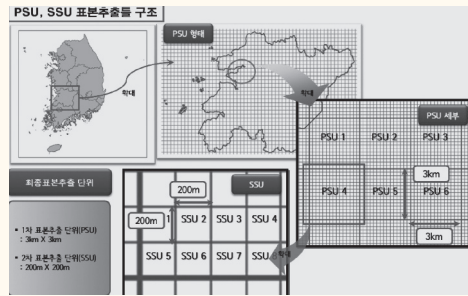 PSU, SSU 표본추출틀 구조
PSU 형태
확대
확대
PSU 세부
PSU 1 PSU 2 PSU 3
PSU 4 PSU 5 PSU 6
3km
3km
최종표본추출 단위
• 1차 표본추출 단위(PSU)
: 3km X 3km
• 2차 표본추출 단위(SSU)
: 200m X 200m
SSU
200m
200m 1 SSU 2 SSU 3 SSU 4
SSU 5 SSU 6 SSU 7 SSU 확대